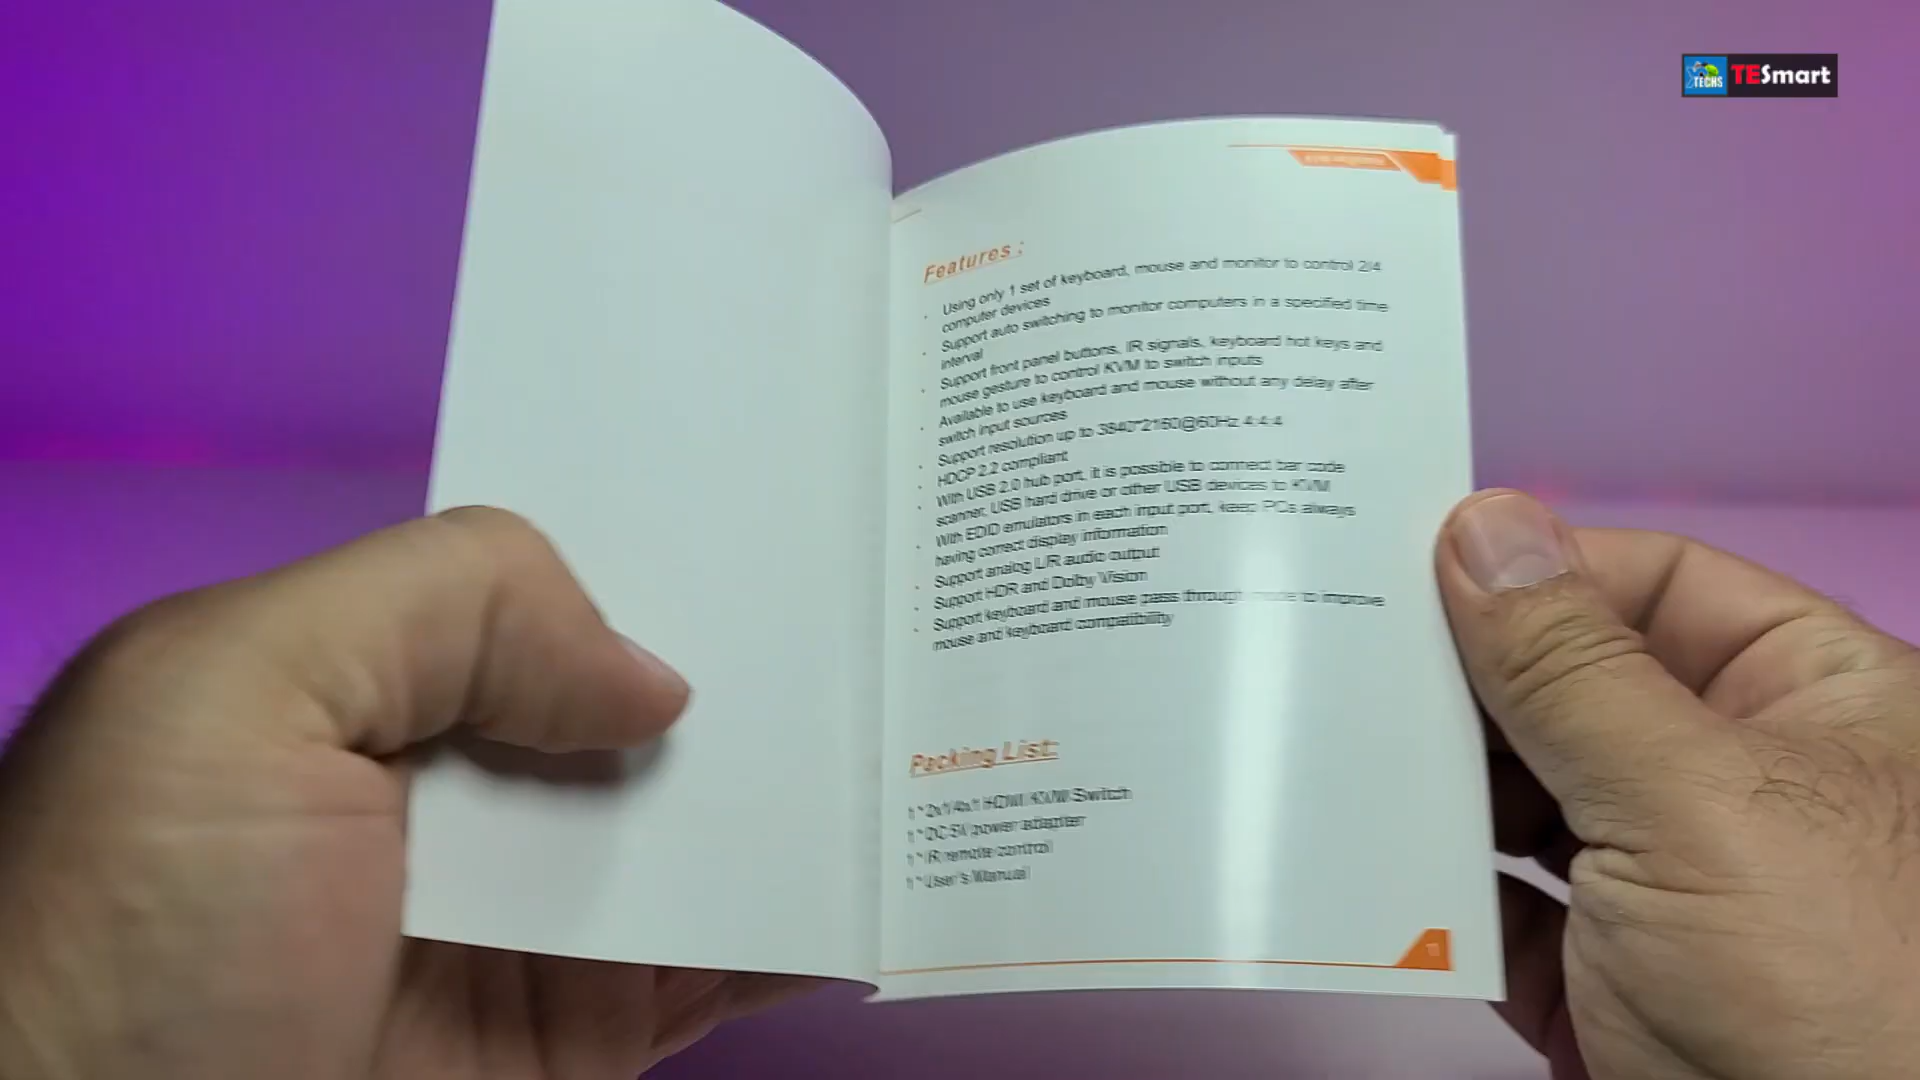 TECHS
TESmart
Features :
· Using only 1 set of keyboard, mouse and monitor to control 2/4
computer devices
· Support auto switching to monitor computers in a specified time
interval
· Support front panel buttons, IR signals, keyboard hot keys and
mouse gesture to control KVM to switch inputs
· Available to use keyboard and mouse without any delay after
switch input sources
· Support resolution up to 3840*2160@60Hz 4:4:4
· HDCP 2.2 compliant
· With USB 2.0 hub port, it is possible to connect bar code
scanner, USB hard drive or other USB devices to KVM
· With EDID emulators in each input port, keep PCs always
having correct display information
· Support analog L/R audio output
· Support HDR and Dolby Vision
· Support keyboard and mouse pass through mode to improve
mouse and keyboard compatibility
Packing List:
1 * 2x1/4x1 HDMI KVM Switch
1 * DC 5V power adapter
1 * IR remote control
1 * User's Manual